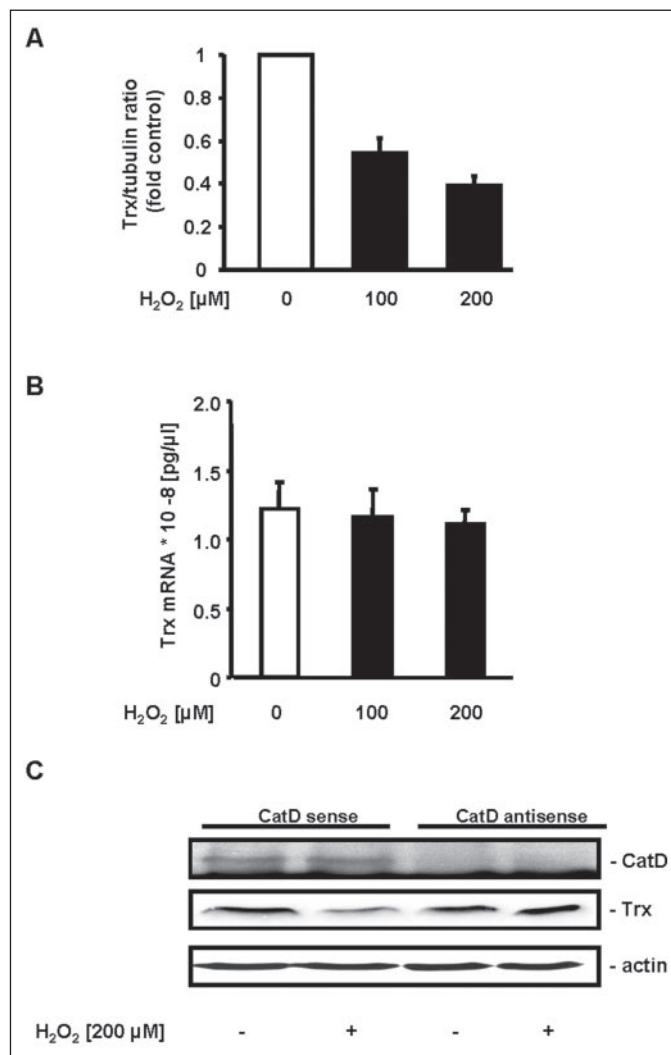 A
Trx/tubulin ratio
(fold control)
1
0.8
0.6
0.4
0.2
0
H₂O₂ [µM] 0 100 200
B
Trx mRNA * 10 -8 [pg/µl]
2.0
1.5
1.0
0.5
0
H₂O₂ [µM] 0 100 200
C
CatD sense CatD antisense
- CatD
- Trx
- actin
H₂O₂ [200 µM] - + - +